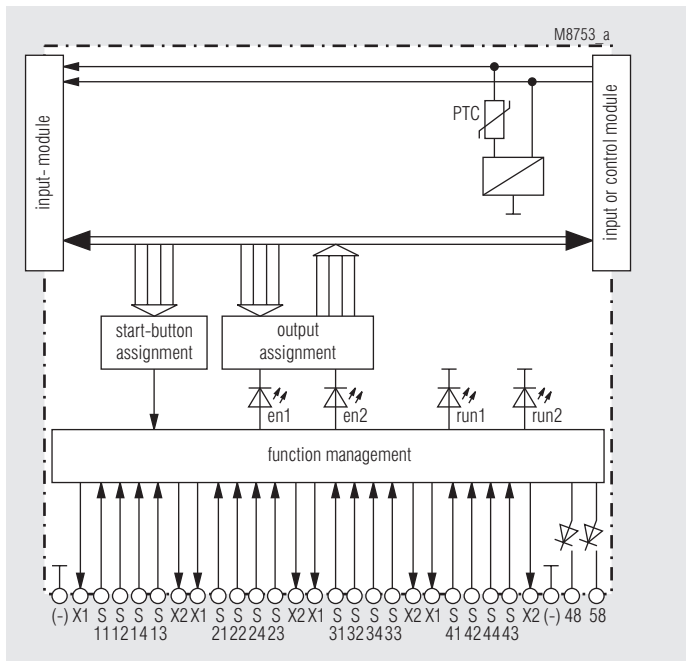 M8753_a
input- module
PTC
input or control module
start-button
assignment
output
assignment
en1
en2
run1
run2
function management
(-) X1 S S S S X2 X1 S S S S X2 X1 S S S S X2 X1 S S S S X2 (-) 48 58
11 12 14 13 21 22 24 23 31 32 34 33 41 42 44 43